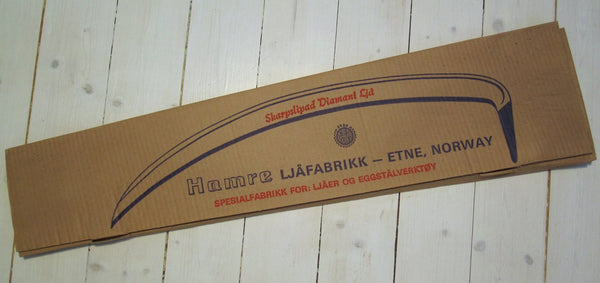 Skarpslipad Diamant Ljå
Hamre LJÅFABRIKK – ETNE, NORWAY
SPESIALFABRIKK FOR: LJÅER OG EGGSTÅLVERKTØY